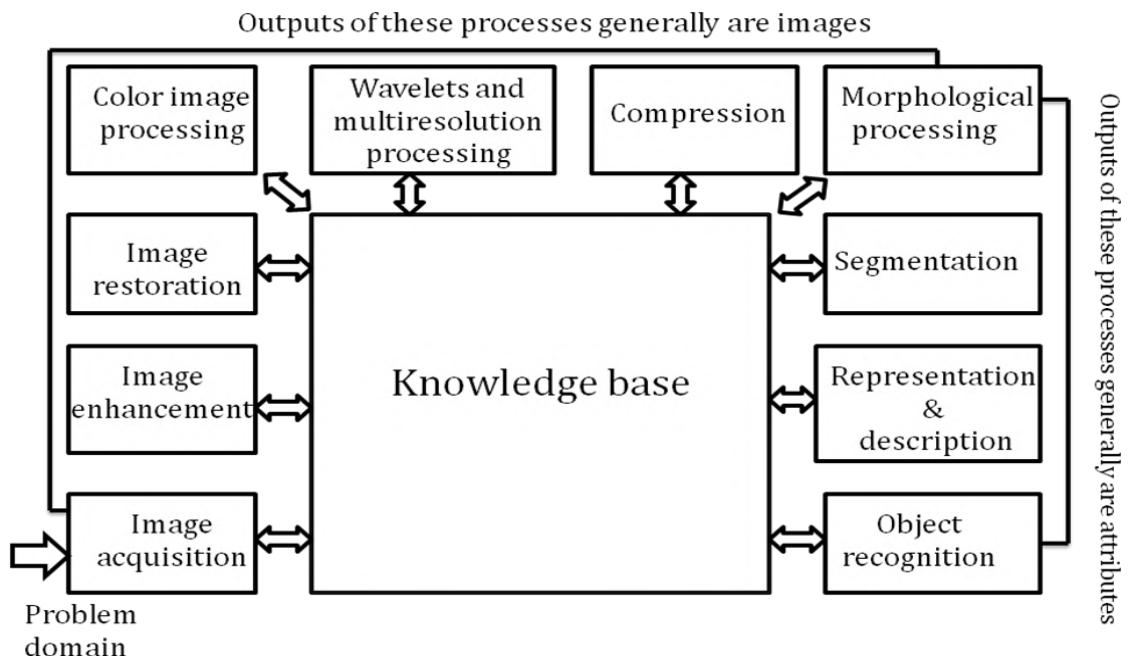 Outputs of these processes generally are images
Color image
processing
Wavelets and
multiresolution
processing
Compression
Morphological
processing
Image
restoration
Image
enhancement
Image
acquisition
Problem
domain
Knowledge base
Segmentation
Representation
&
description
Object
recognition
Outputs of these processes generally are attributes